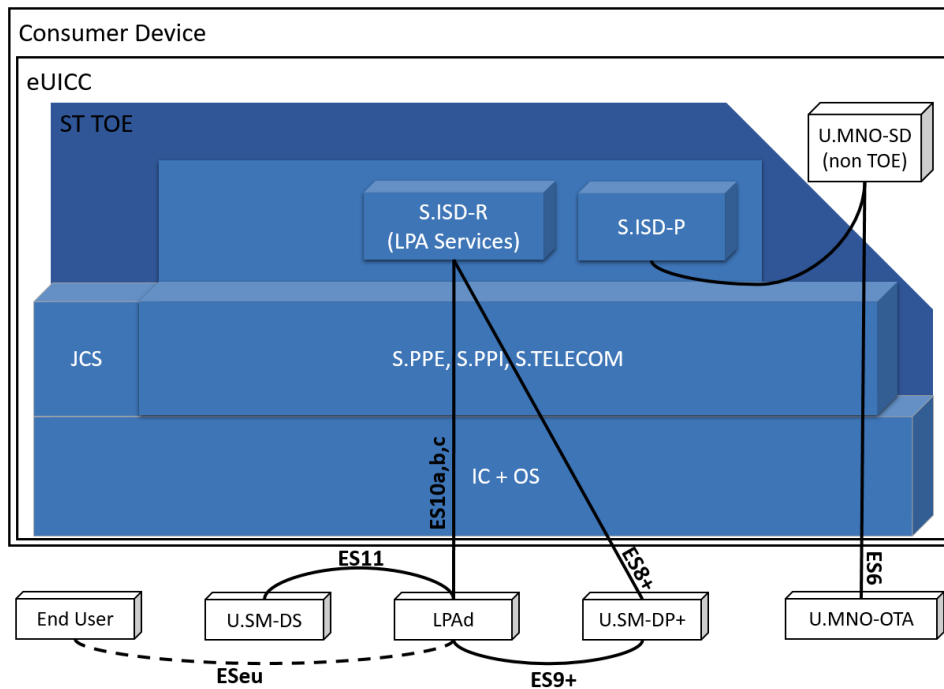 Consumer Device
eUICC
ST TOE
U.MNO-SD
(non TOE)
S.ISD-R
(LPA Services)
S.ISD-P
JCS
S.PPE, S.PPI, S.TELECOM
IC + OS
ES10a,b,c
ES11
ES8+
ES6
End User
U.SM-DS
LPAd
U.SM-DP+
U.MNO-OTA
ESeu
ES9+